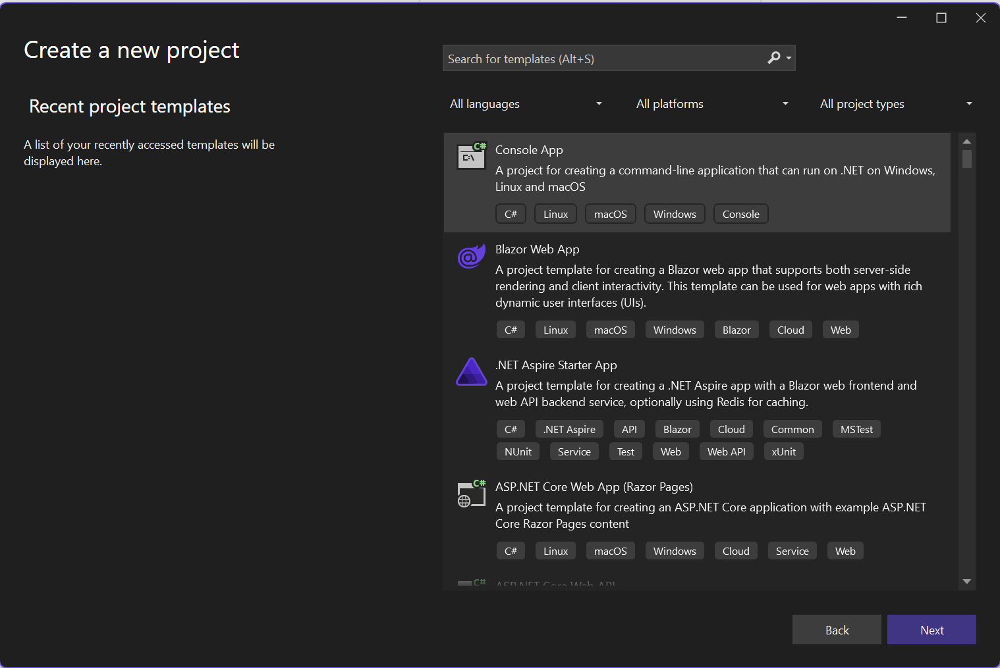 Create a new project
Search for templates (Alt+S)
Recent project templates
All languages
All platforms
All project types
A list of your recently accessed templates will be
displayed here.
C#
C:\
Console App
A project for creating a command-line application that can run on .NET on Windows,
Linux and macOS
C# Linux macOS Windows Console
@
Blazor Web App
A project template for creating a Blazor web app that supports both server-side
rendering and client interactivity. This template can be used for web apps with rich
dynamic user interfaces (UIs).
C# Linux macOS Windows Blazor Cloud Web
.NET Aspire Starter App
A project template for creating a .NET Aspire app with a Blazor web frontend and
web API backend service, optionally using Redis for caching.
C# .NET Aspire API Blazor Cloud Common MSTest
NUnit Service Test Web Web API xUnit
C#
ASP.NET Core Web App (Razor Pages)
A project template for creating an ASP.NET Core application with example ASP.NET
Core Razor Pages content
C# Linux macOS Windows Cloud Service Web
C#
ASP.NET Core Web API
Back
Next